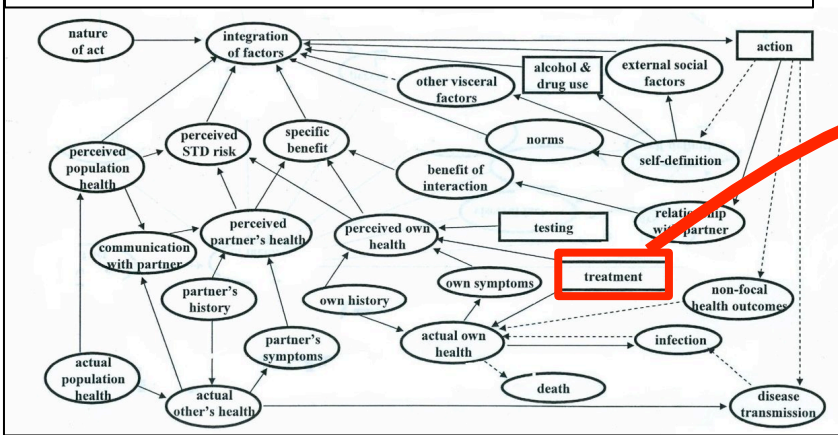 nature
of act
integration
of factors
action
alcohol &
drug use
external social
factors
other visceral
factors
perceived
STD risk
specific
benefit
norms
perceived
population
health
benefit of
interaction
self-definition
perceived
partner's health
perceived own
health
testing
relationship
with partner
communication
with partner
treatment
own symptoms
non-focal
health outcomes
partner's
history
own history
partner's
symptoms
actual own
health
infection
actual
population
health
actual
other's health
death
disease
transmission